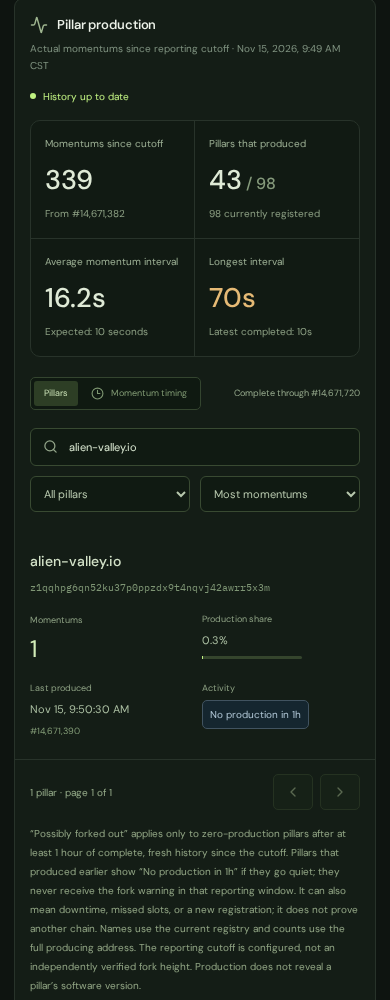 Pillar production
Actual momentums since reporting cutoff · Nov 15, 2026, 9:49 AM
CST
History up to date
Momentums since cutoff
339
From #14,671,382
Pillars that produced
43 / 98
98 currently registered
Average momentum interval
16.2s
Expected: 10 seconds
Longest interval
70s
Latest completed: 10s
Pillars
Momentum timing
Complete through #14,671,720
alien-valley.io
All pillars
Most momentums
alien-valley.io
z1qqhpg6qn52ku37p0ppzdx9t4nqvj42awrr5x3m
Momentums
1
Production share
0.3%
Last produced
Nov 15, 9:50:30 AM
#14,671,390
Activity
No production in 1h
1 pillar · page 1 of 1
“Possibly forked out” applies only to zero-production pillars after at
least 1 hour of complete, fresh history since the cutoff. Pillars that
produced earlier show “No production in 1h” if they go quiet; they
never receive the fork warning in that reporting window. It can also
mean downtime, missed slots, or a new registration; it does not prove
another chain. Names use the current registry and counts use the
full producing address. The reporting cutoff is configured, not an
independently verified fork height. Production does not reveal a
pillar’s software version.